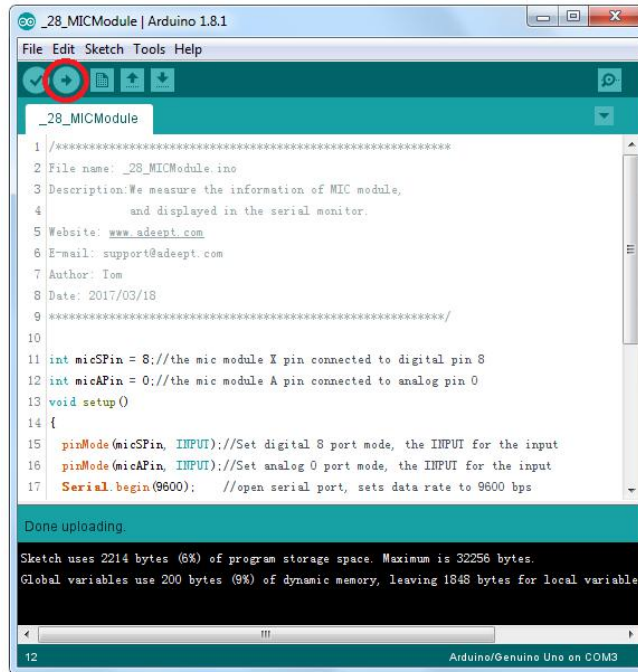 _28_MICModule | Arduino 1.8.1
File Edit Sketch Tools Help
_28_MICModule
1 /***********************************************************
2 File name: _28_MICModule.ino
3 Description:We measure the information of MIC module,
4 and displayed in the serial monitor.
5 Website: www.adeept.com
6 E-mail: support@adeept.com
7 Author: Tom
8 Date: 2017/03/18
9 ***********************************************************/
10
11 int micSPin = 8;//the mic module X pin connected to digital pin 8
12 int micAPin = 0;//the mic module A pin connected to analog pin 0
13 void setup()
14 {
15 pinMode(micSPin, INPUT);//Set digital 8 port mode, the INPUT for the input
16 pinMode(micAPin, INPUT);//Set analog 0 port mode, the INPUT for the input
17 Serial.begin(9600); //open serial port, sets data rate to 9600 bps
Done uploading.
Sketch uses 2214 bytes (6%) of program storage space. Maximum is 32256 bytes.
Global variables use 200 bytes (9%) of dynamic memory, leaving 1848 bytes for local variable
12 Arduino/Genuino Uno on COM3